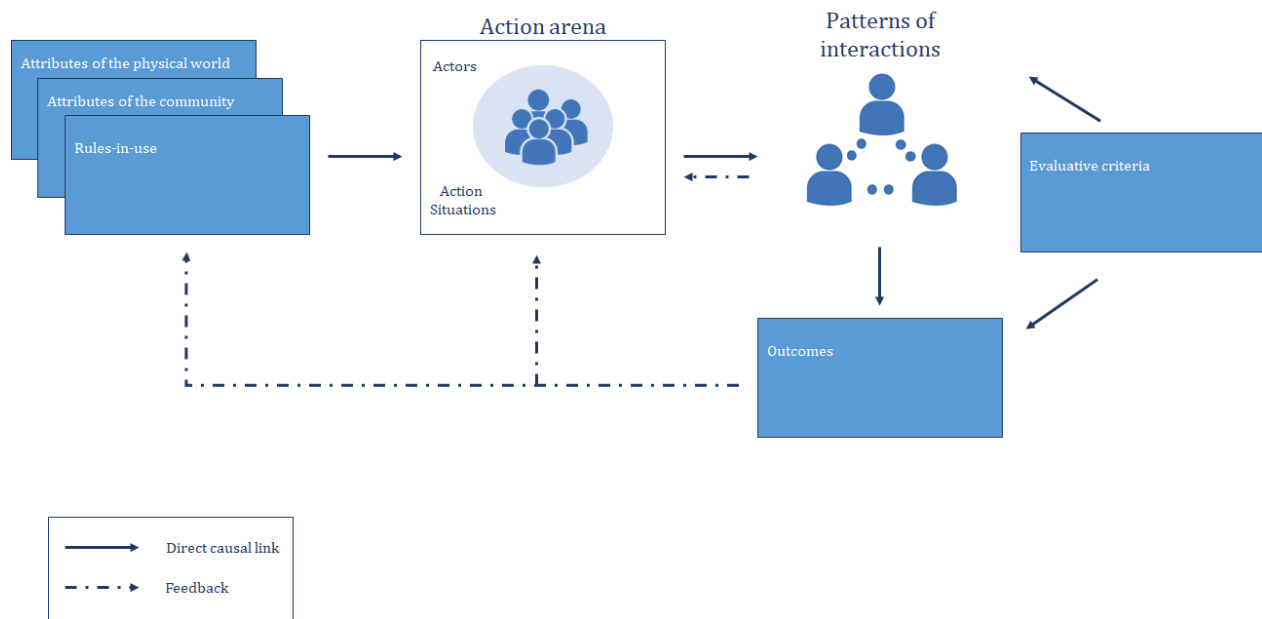 Attributes of the physical world
Attributes of the community
Rules-in-use
Action arena
Actors
Action
Situations
Patterns of
interactions
Evaluative criteria
Outcomes
Direct causal link
Feedback